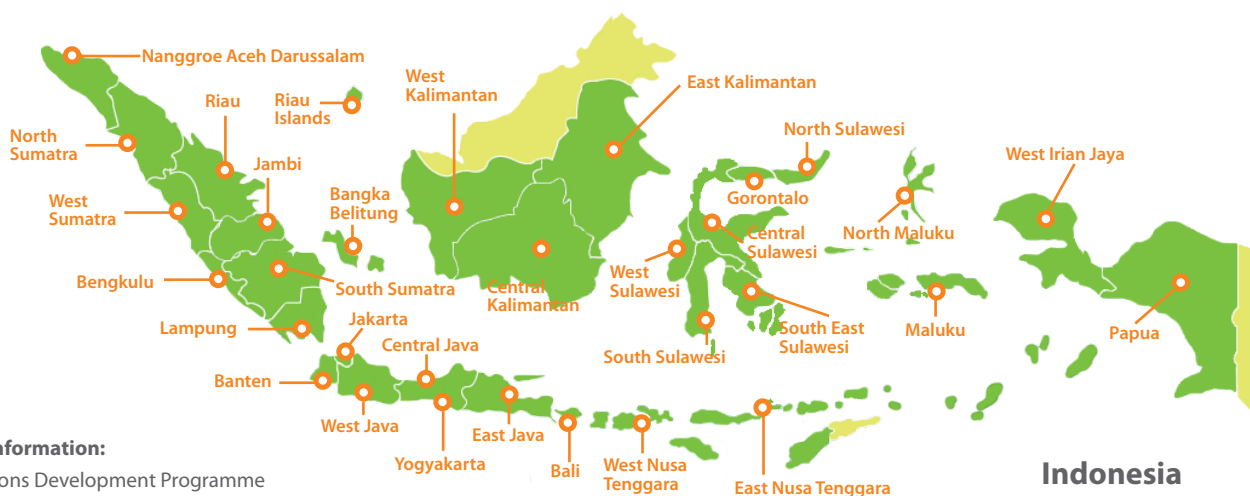 Nanggroe Aceh Darussalam
North
Sumatra
Riau
Riau
Islands
West
Kalimantan
East Kalimantan
North Sulawesi
West Irian Jaya
Jambi
West
Sumatra
Bangka
Belitung
Gorontalo
Central
Sulawesi
North Maluku
Bengkulu
South Sumatra
Central
Kalimantan
West
Sulawesi
Lampung
Jakarta
Central Java
South Sulawesi
South East
Sulawesi
Maluku
Papua
Banten
West Java
Yogyakarta
East Java
Bali
West Nusa
Tenggara
East Nusa Tenggara
nformation:
ons Development Programme
Indonesia